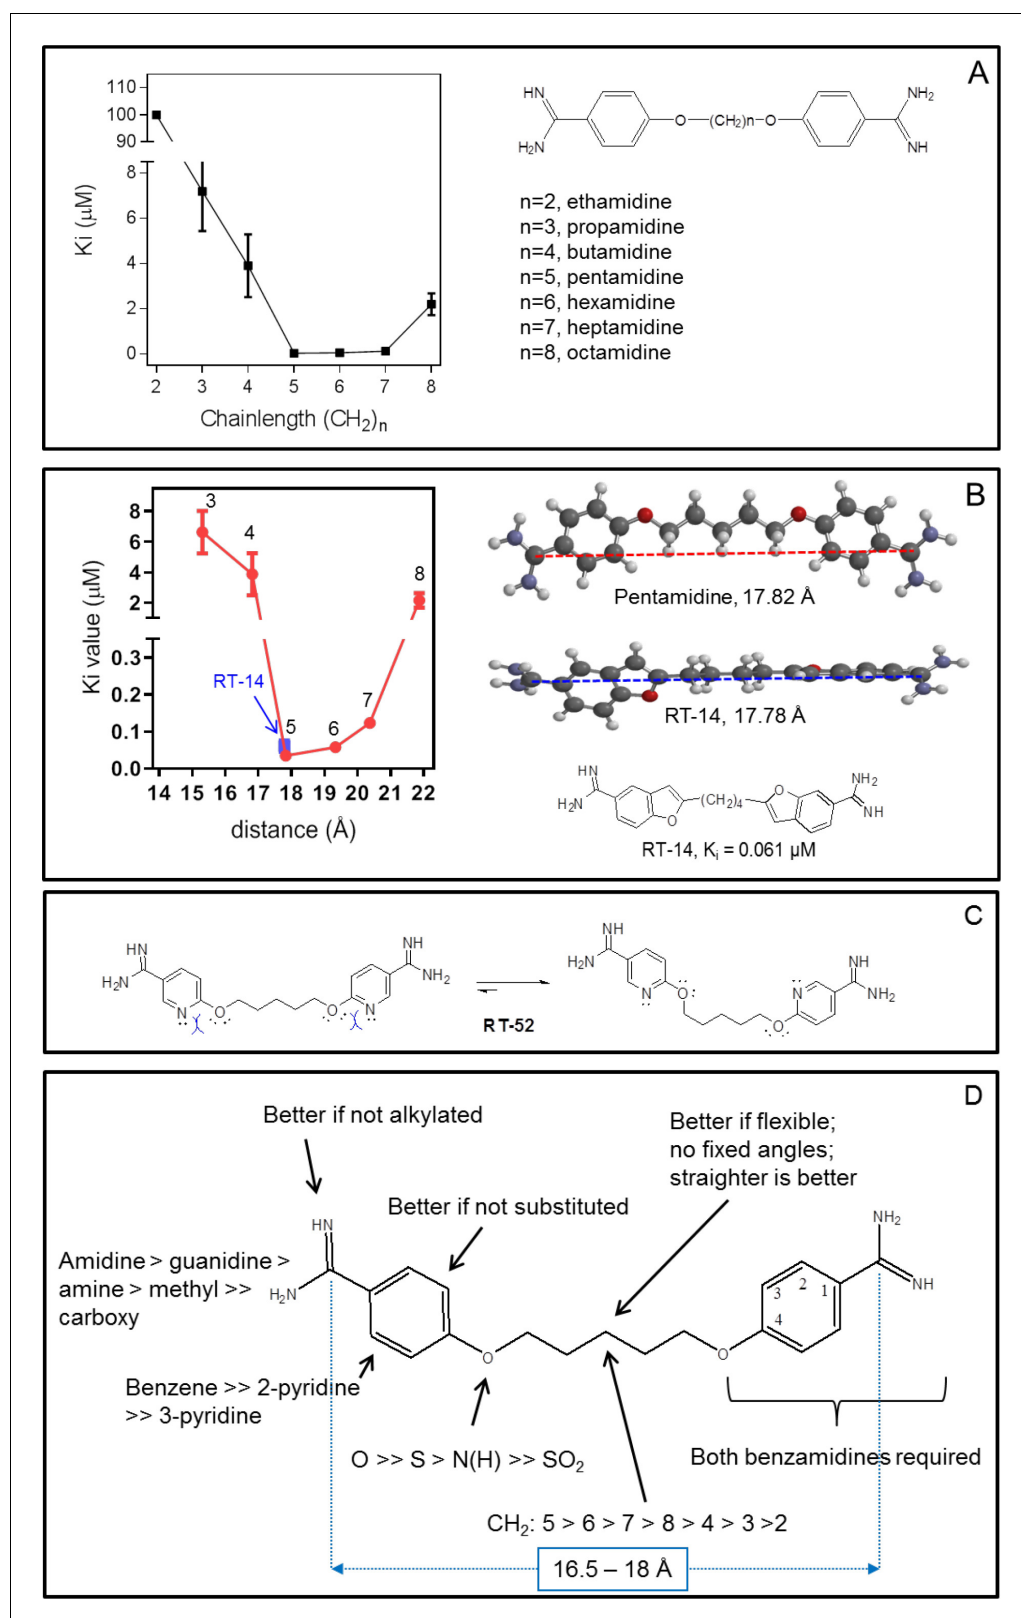 A
110
100
90
8
6
4
2
0
Ki (µM)
2 3 4 5 6 7 8
Chainlength (CH2)n
HN
H2N
O
(CH2)n
O
NH2
NH
n=2, ethamidine
n=3, propamidine
n=4, butamidine
n=5, pentamidine
n=6, hexamidine
n=7, heptamidine
n=8, octamidine
B
8
6
4
2
0.3
0.2
0.1
0.0
Ki value (µM)
3
4
8
RT-14
5
6
7
14 15 16 17 18 19 20 21 22
distance (Å)
Pentamidine, 17.82 Å
RT-14, 17.78 Å
HN
H2N
O
(CH2)4
O
NH2
NH
RT-14, Ki = 0.061 µM
C
HN
H2N
N
O
O
N
HN
NH2
RT-52
NH
H2N
N
O
O
N
NH
NH2
D
Better if not alkylated
Better if flexible;
no fixed angles;
straighter is better
Better if not substituted
Amidine > guanidine >
amine > methyl >>
carboxy
HN
H2N
O
O
1
2
3
4
NH2
NH
Benzene >> 2-pyridine
>> 3-pyridine
O >> S > N(H) >> SO2
Both benzamidines required
CH2: 5 > 6 > 7 > 8 > 4 > 3 >2
16.5 – 18 Å